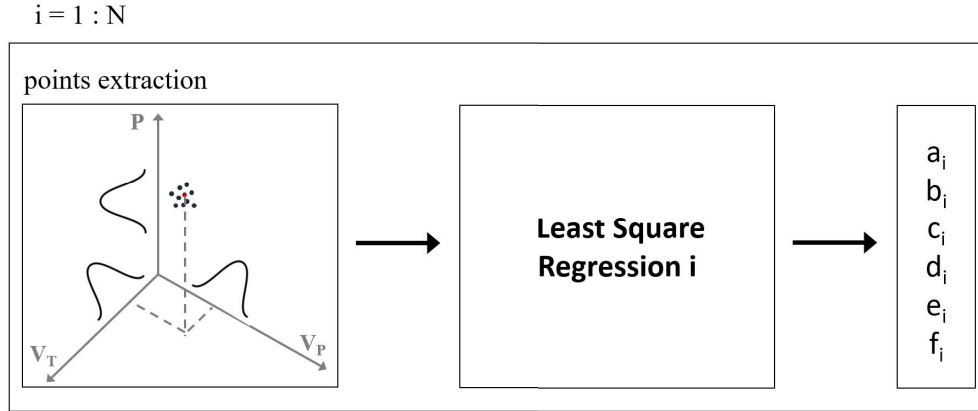 i = 1 : N
points extraction
P
V_T
V_P
Least Square
Regression i
a_i
b_i
c_i
d_i
e_i
f_i